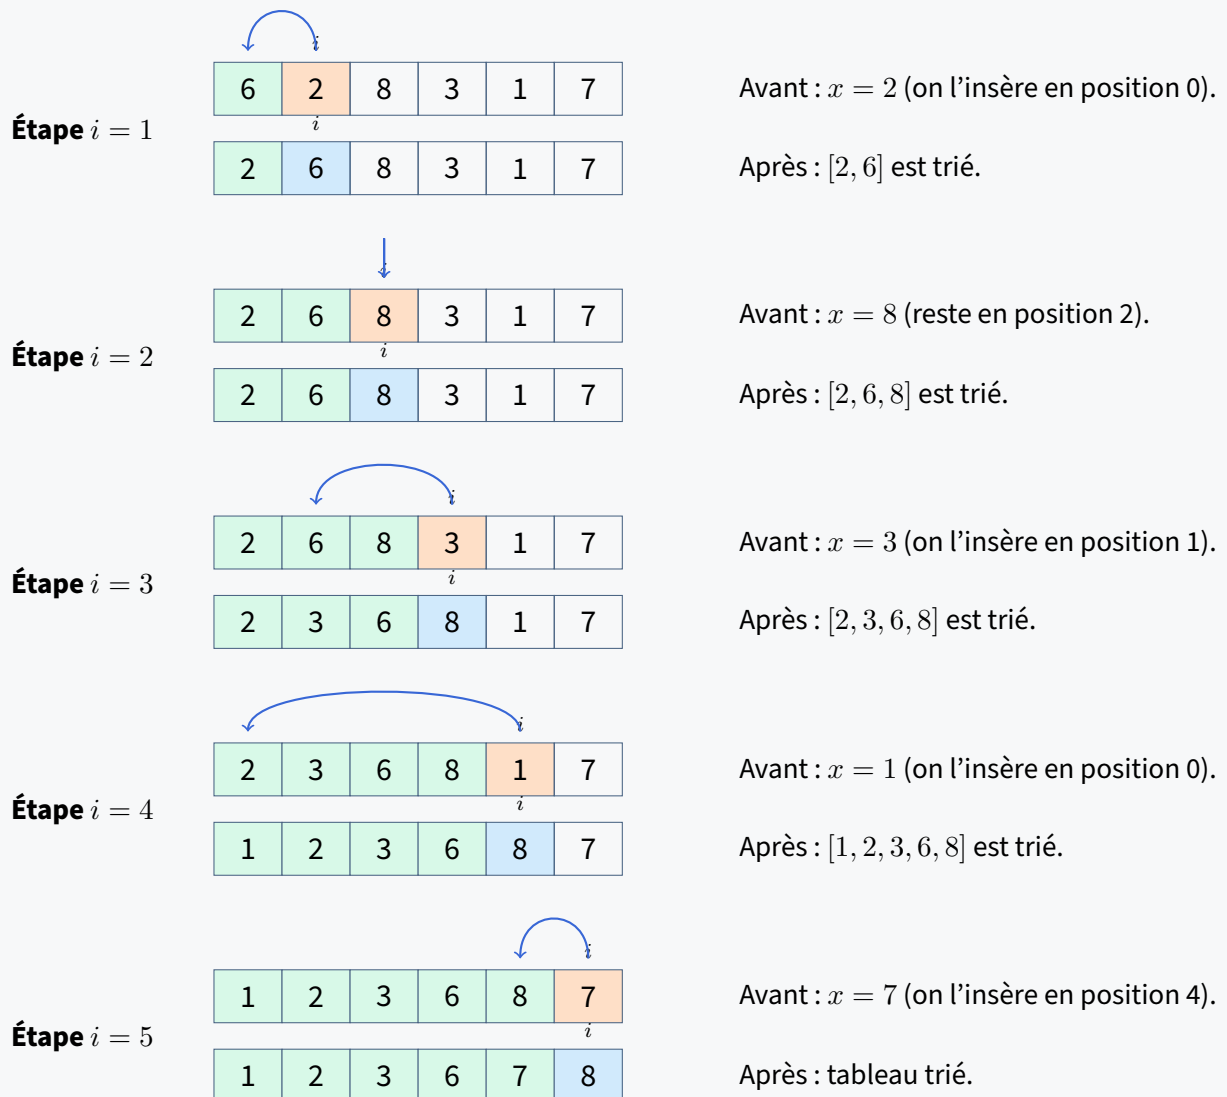 i
6 2 8 3 1 7
Avant : x = 2 (on l’insère en position 0).
Étape i = 1
i
2 6 8 3 1 7
Après : [2, 6] est trié.
i
2 6 8 3 1 7
Avant : x = 8 (reste en position 2).
Étape i = 2
i
2 6 8 3 1 7
Après : [2, 6, 8] est trié.
i
2 6 8 3 1 7
Avant : x = 3 (on l’insère en position 1).
Étape i = 3
i
2 3 6 8 1 7
Après : [2, 3, 6, 8] est trié.
i
2 3 6 8 1 7
Avant : x = 1 (on l’insère en position 0).
Étape i = 4
i
1 2 3 6 8 7
Après : [1, 2, 3, 6, 8] est trié.
i
1 2 3 6 8 7
Avant : x = 7 (on l’insère en position 4).
Étape i = 5
i
1 2 3 6 7 8
Après : tableau trié.